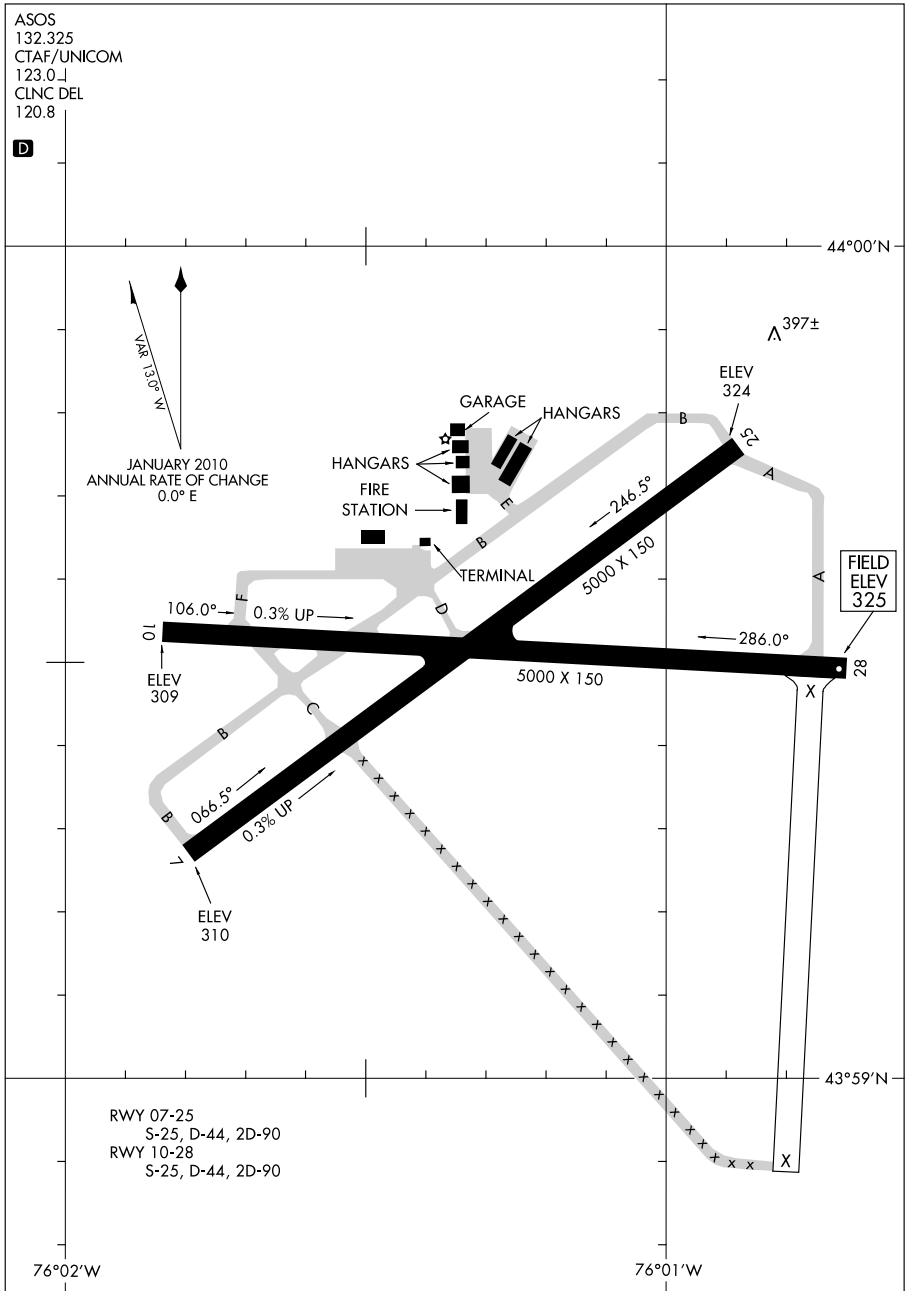 ASOS
132.325
CTAF/UNICOM
123.0
CLNC DEL
120.8
D
44°00'N
397±
VAR 13.0° W
JANUARY 2010
ANNUAL RATE OF CHANGE
0.0° E
ELEV
324
GARAGE
HANGARS
B
25
HANGARS
A
FIRE
STATION
E
246.5°
B
5000 X 150
TERMINAL
A
FIELD
ELEV
325
F
D
106.0°
0.3% UP
10
286.0°
28
5000 X 150
ELEV
309
X
C
B
066.5°
0.3% UP
B
7
x x x x x x x x x x x x x x x x x x x x x x x x x
ELEV
310
43°59'N
RWY 07-25
S-25, D-44, 2D-90
RWY 10-28
S-25, D-44, 2D-90
X
76°02'W
76°01'W